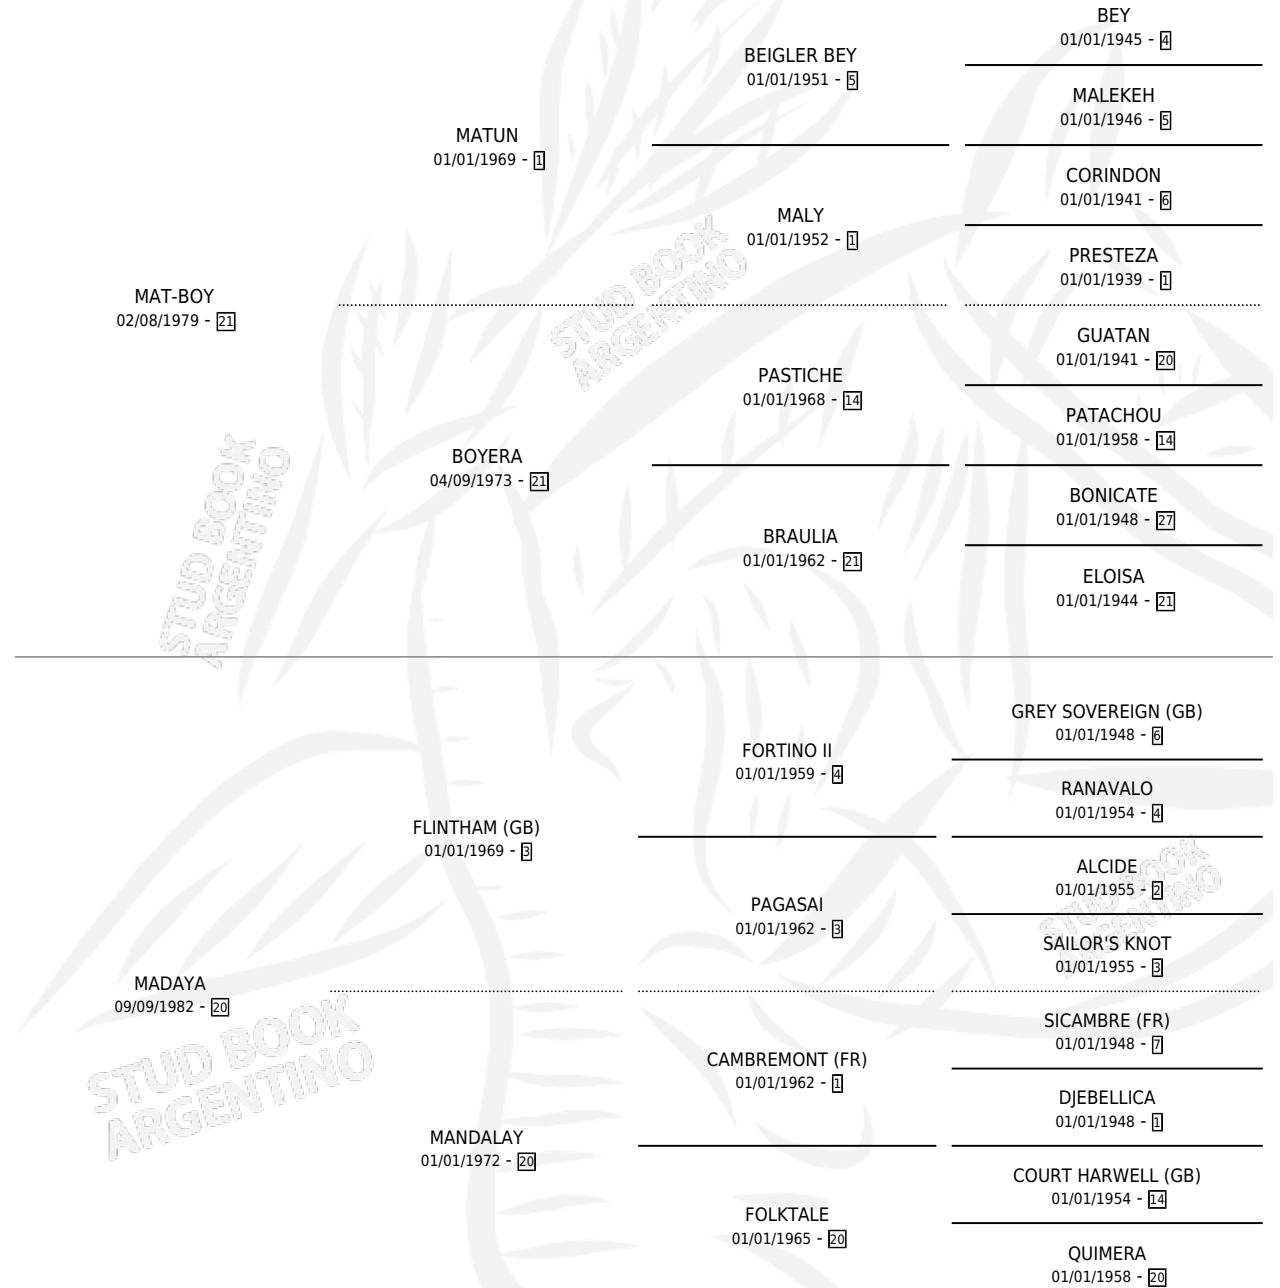 BEY
01/01/1945 - 4
BEIGLER BEY
01/01/1951 - 5
MALEKEH
01/01/1946 - 5
MATUN
01/01/1969 - 1
CORINDON
01/01/1941 - 6
MALY
01/01/1952 - 1
PRESTEZA
01/01/1939 - 1
MAT-BOY
02/08/1979 - 21
GUATAN
01/01/1941 - 20
PASTICHE
01/01/1968 - 14
PATACHOU
01/01/1958 - 14
BOYERA
04/09/1973 - 21
BONICATE
01/01/1948 - 27
BRAULIA
01/01/1962 - 21
ELOISA
01/01/1944 - 21
STUD BOOK
ARGENTINO
STUD BOOK
ARGENTINO
GREY SOVEREIGN (GB)
01/01/1948 - 6
FORTINO II
01/01/1959 - 4
RANAVALO
01/01/1954 - 4
FLINTHAM (GB)
01/01/1969 - 3
ALCIDE
01/01/1955 - 2
PAGASAI
01/01/1962 - 3
SAILOR'S KNOT
01/01/1955 - 3
MADAYA
09/09/1982 - 20
SICAMBRE (FR)
01/01/1948 - 7
CAMBREMONT (FR)
01/01/1962 - 1
DJEBELLICA
01/01/1948 - 1
MANDALAY
01/01/1972 - 20
COURT HARWELL (GB)
01/01/1954 - 14
FOLKTALE
01/01/1965 - 20
QUIMERA
01/01/1958 - 20
STUD BOOK
ARGENTINO
STUD BOOK
ARGENTINO